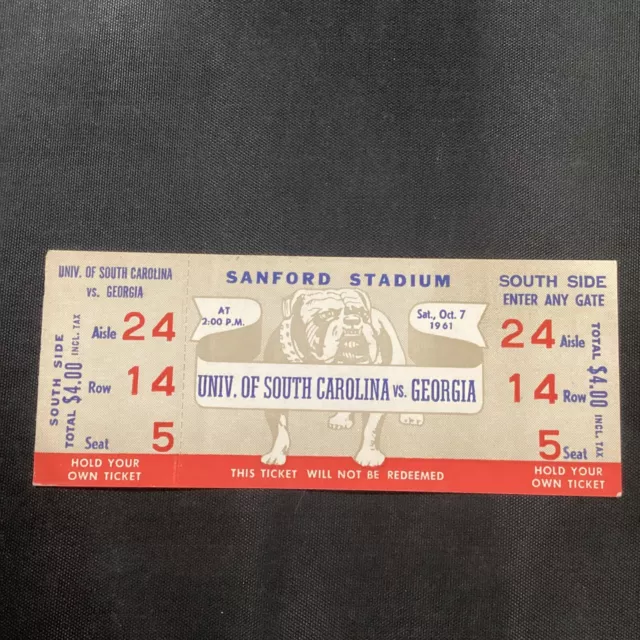 UNIV. OF SOUTH CAROLINA
VS. GEORGIA
SOUTH SIDE
TOTAL $4.00 INCL. TAX
Aisle 24
Row 14
Seat 5
HOLD YOUR
OWN TICKET
SANFORD STADIUM
AT
2:00 P.M.
Sat., Oct. 7
1961
UNIV. OF SOUTH CAROLINA VS. GEORGIA
THIS TICKET WILL NOT BE REDEEMED
SOUTH SIDE
ENTER ANY GATE
24 Aisle
14 Row
5 Seat
TOTAL $4.00 INCL. TAX
HOLD YOUR
OWN TICKET